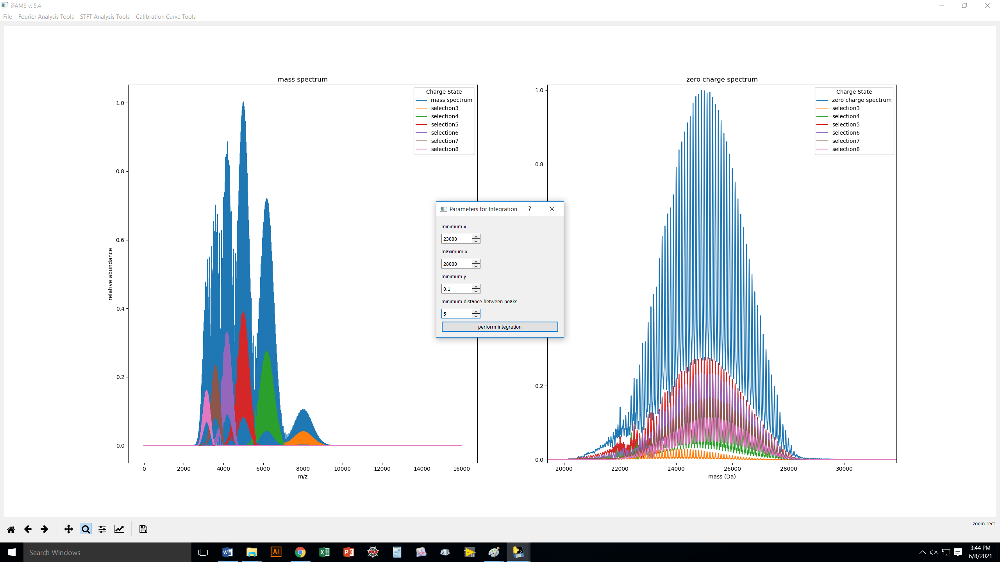 iFAMS v. 5.4
File Fourier Analysis Tools STFT Analysis Tools Calibration Curve Tools
mass spectrum
1.0
0.8
0.6
0.4
0.2
0.0
relative abundance
0 2000 4000 6000 8000 10000 12000 14000 16000
m/z
Charge State
mass spectrum
selection3
selection4
selection5
selection6
selection7
selection8
Parameters for Integration ?
minimum x
23000
maximum x
28000
minimum y
0.1
minimum distance between peaks
5
perform integration
zero charge spectrum
1.0
0.8
0.2
0.0
20000 22000 24000 26000 28000 30000
mass (Da)
Charge State
zero charge spectrum
selection3
selection4
selection5
selection6
selection7
selection8
zoom rect
Search Windows
Ai
19
3:44 PM
6/8/2021